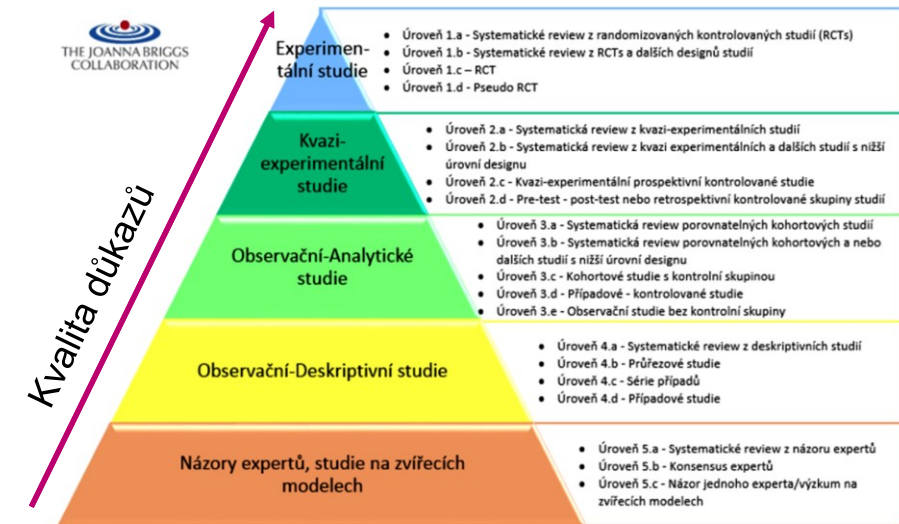 THE JOANNA BRIGGS
COLLABORATION
Kvalita důkazů
Experimen-
tální studie
• Úroveň 1.a - Systematické review z randomizovaných kontrolovaných studií (RCTs)
• Úroveň 1.b - Systematické review z RCTs a dalších designů studií
• Úroveň 1.c – RCT
• Úroveň 1.d - Pseudo RCT
Kvazi-
experimentální
studie
• Úroveň 2.a - Systematická review z kvazi-experimentálních studií
• Úroveň 2.b - Systematická review z kvazi experimentálních a dalších studií s nižší
úrovní designu
• Úroveň 2.c - Kvazi-experimentální prospektivní kontrolované studie
• Úroveň 2.d - Pre-test - post-test nebo retrospektivní kontrolované skupiny studií
Observační-Analytické
studie
• Úroveň 3.a - Systematická review porovnatelných kohortových studií
• Úroveň 3.b - Systematická review porovnatelných kohortových a nebo
dalších studií s nižší úrovní designu
• Úroveň 3.c - Kohortové studie s kontrolní skupinou
• Úroveň 3.d - Případové - kontrolované studie
• Úroveň 3.e - Observační studie bez kontrolní skupiny
Observační-Deskriptivní studie
• Úroveň 4.a - Systematické review z deskriptivních studií
• Úroveň 4.b - Průřezové studie
• Úroveň 4.c - Série případů
• Úroveň 4.d - Případové studie
Názory expertů, studie na zvířecích
modelech
• Úroveň 5.a - Systematické review z názoru expertů
• Úroveň 5.b - Konsensus expertů
• Úroveň 5.c - Názor jednoho experta/výzkum na
zvířecích modelech